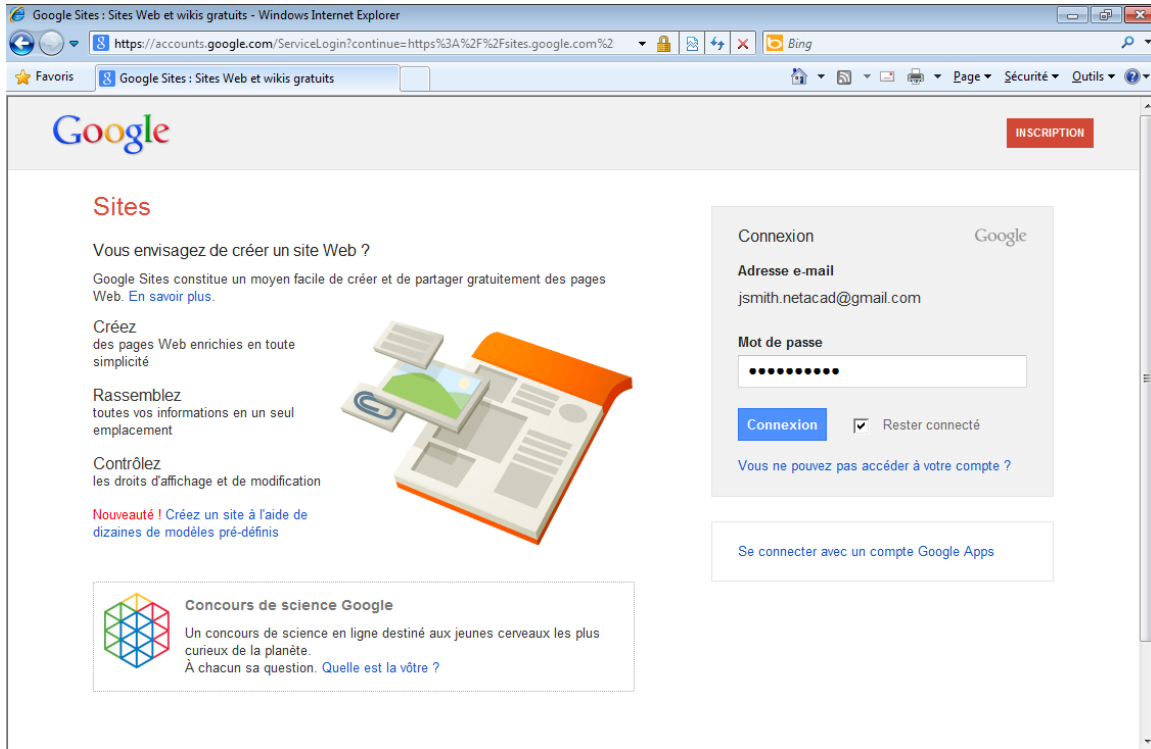 Google Sites : Sites Web et wikis gratuits - Windows Internet Explorer
https://accounts.google.com/ServiceLogin?continue=https%3A%2F%2Fsites.google.com%2
Bing
Favoris
Google Sites : Sites Web et wikis gratuits
Page
Sécurité
Outils
Google
INSCRIPTION
Sites
Vous envisagez de créer un site Web ?
Google Sites constitue un moyen facile de créer et de partager gratuitement des pages
Web. En savoir plus.
Créez
des pages Web enrichies en toute
simplicité
Rassemblez
toutes vos informations en un seul
emplacement
Contrôlez
les droits d'affichage et de modification
Nouveauté ! Créez un site à l'aide de
dizaines de modèles pré-définis
Concours de science Google
Un concours de science en ligne destiné aux jeunes cerveaux les plus
curieux de la planète.
À chacun sa question. Quelle est la vôtre ?
Connexion Google
Adresse e-mail
jsmith.netacad@gmail.com
Mot de passe
••••••••••
Connexion Rester connecté
Vous ne pouvez pas accéder à votre compte ?
Se connecter avec un compte Google Apps